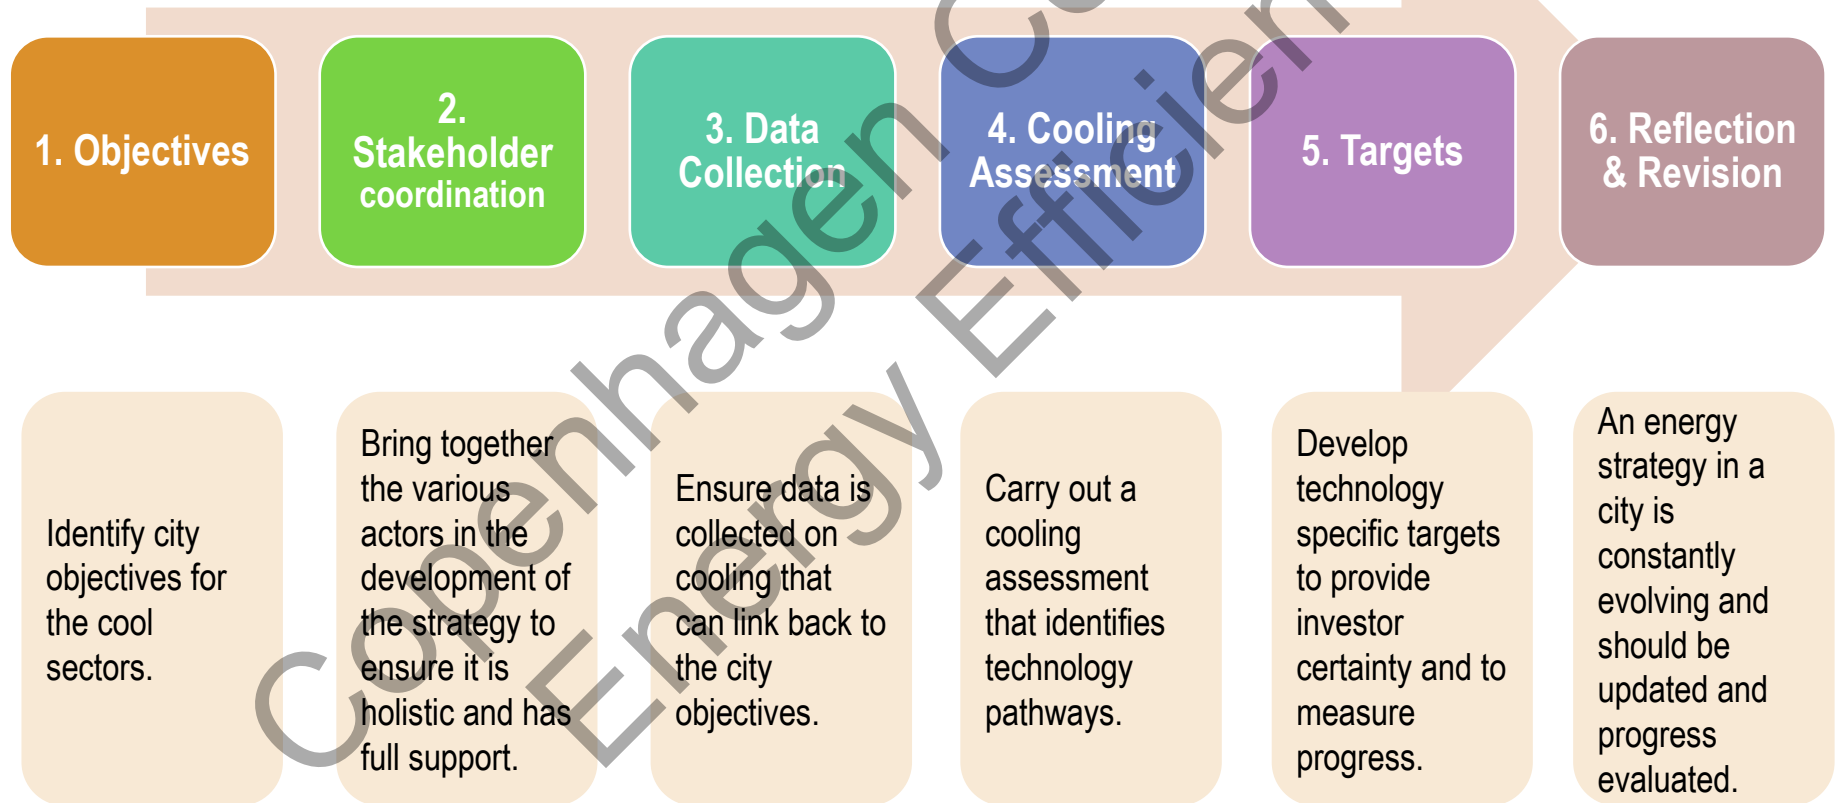 1. Objectives
2.
Stakeholder
coordination
3. Data
Collection
4. Cooling
Assessment
5. Targets
6. Reflection
& Revision
Identify city
objectives for
the cool
sectors.
Bring together
the various
actors in the
development of
the strategy to
ensure it is
holistic and has
full support.
Ensure data is
collected on
cooling that
can link back to
the city
objectives.
Carry out a
cooling
assessment
that identifies
technology
pathways.
Develop
technology
specific targets
to provide
investor
certainty and to
measure
progress.
An energy
strategy in a
city is
constantly
evolving and
should be
updated and
progress
evaluated.
Copenhagen
Energy